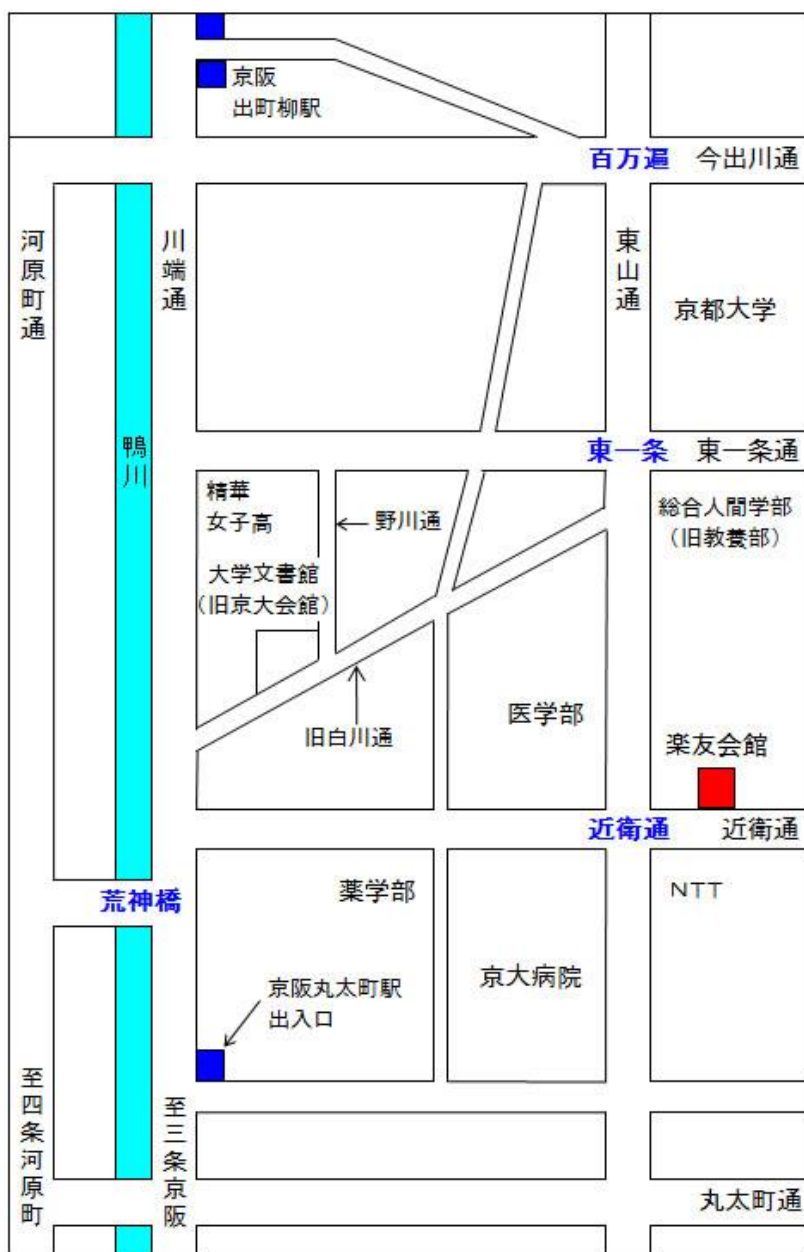 京阪
出町柳駅
百万遍 今出川通
河原町通
川端通
東山通
京都大学
鴨川
東一条 東一条通
精華
女子高
野川通
総合人間学部
（旧教養部）
大学文書館
（旧京大会館）
医学部
旧白川通
楽友会館
近衛通 近衛通
荒神橋
薬学部
NTT
京大病院
京阪丸太町駅
出入口
至四条河原町
至三条京阪
丸太町通